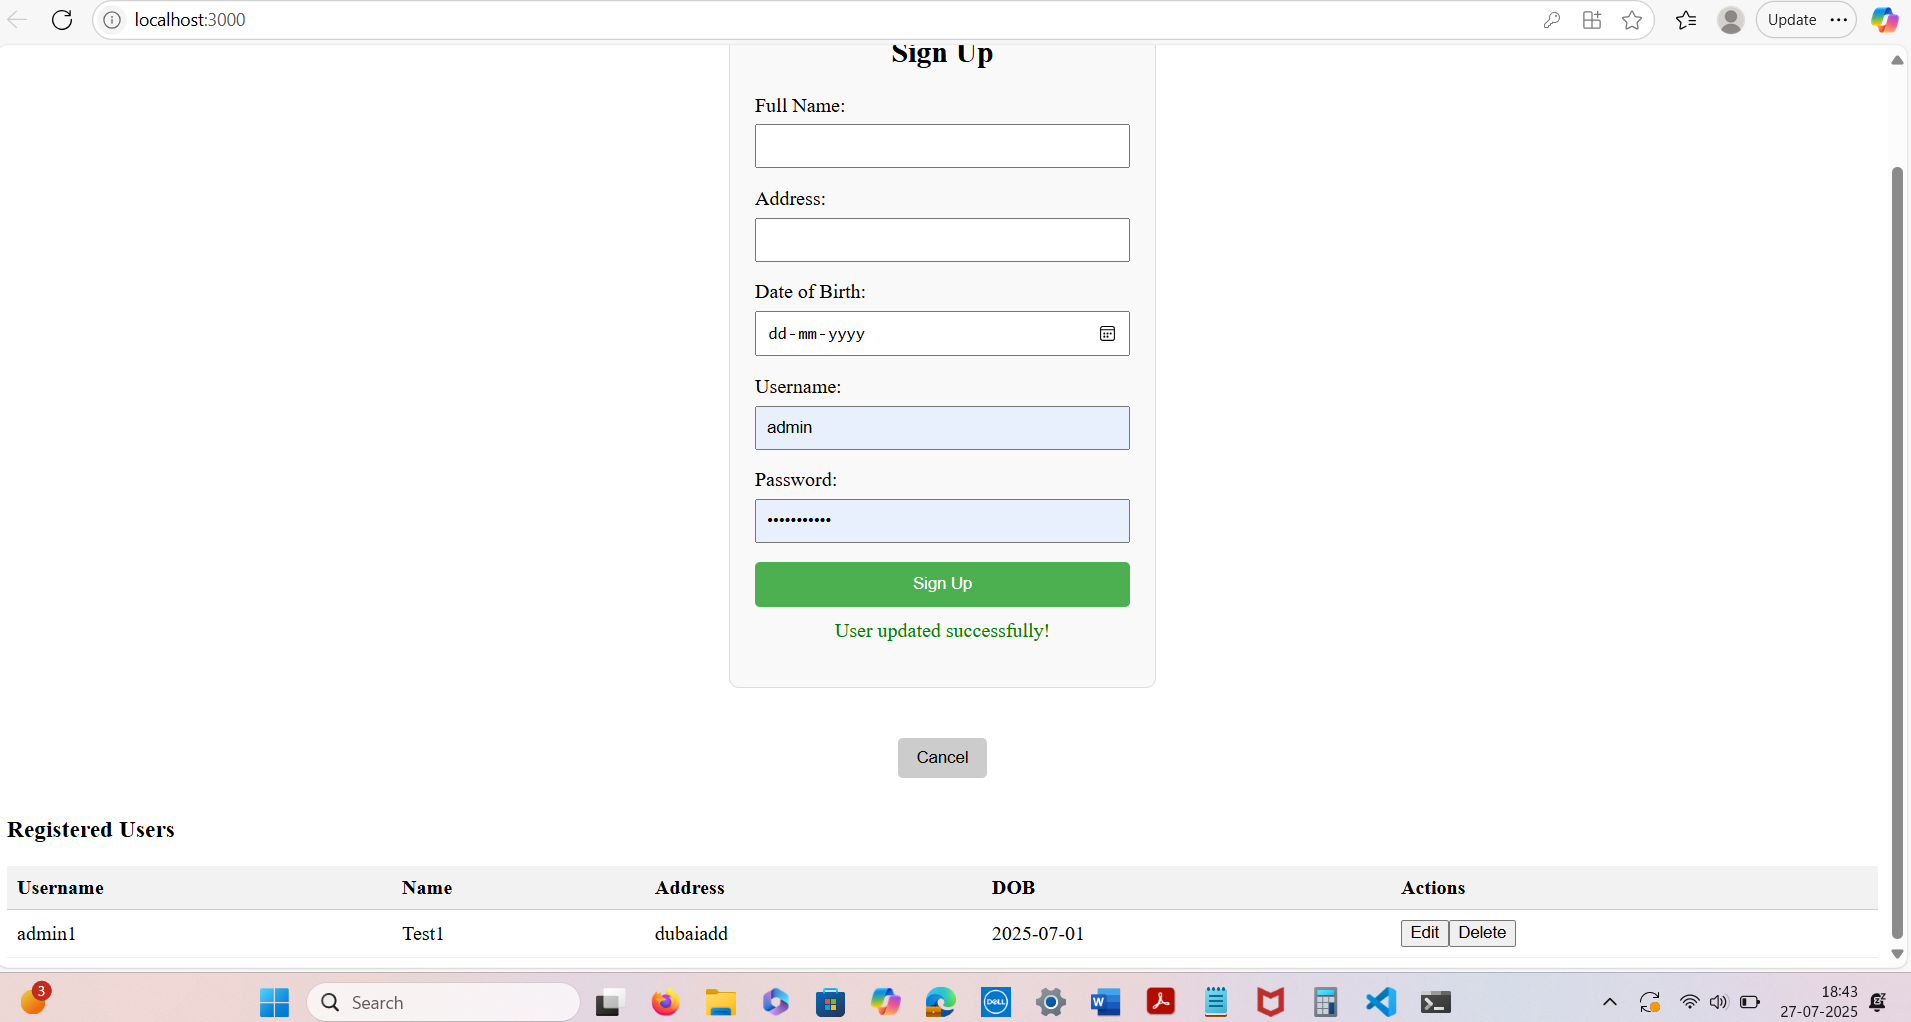 localhost:3000
Update
Sign Up
Full Name:
Address:
Date of Birth:
dd-mm-yyyy
Username:
admin
Password:
•••••••••••
Sign Up
User updated successfully!
Cancel
Registered Users
Username Name Address DOB Actions
admin1 Test1 dubaiadd 2025-07-01 Edit Delete
3
Search
DELL
W
18:43
27-07-2025